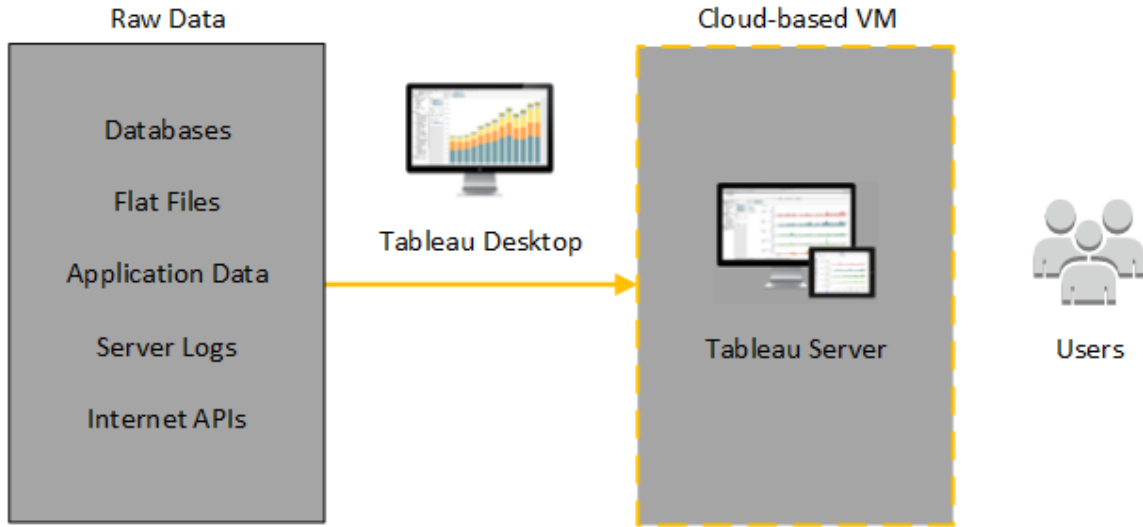 Raw Data
Databases
Flat Files
Application Data
Server Logs
Internet APIs
Tableau Desktop
Cloud-based VM
Tableau Server
Users